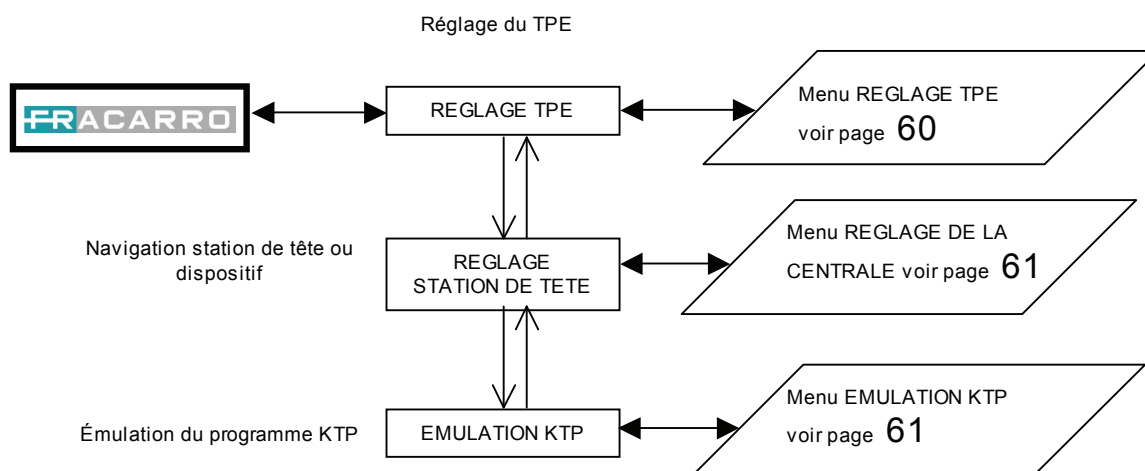 Réglage du TPE
FRACARRO
REGLAGE TPE
Menu REGLAGE TPE
voir page 60
Navigation station de tête ou
dispositif
REGLAGE
STATION DE TETE
Menu REGLAGE DE LA
CENTRALE voir page 61
Émulation du programme KTP
EMULATION KTP
Menu EMULATION KTP
voir page 61